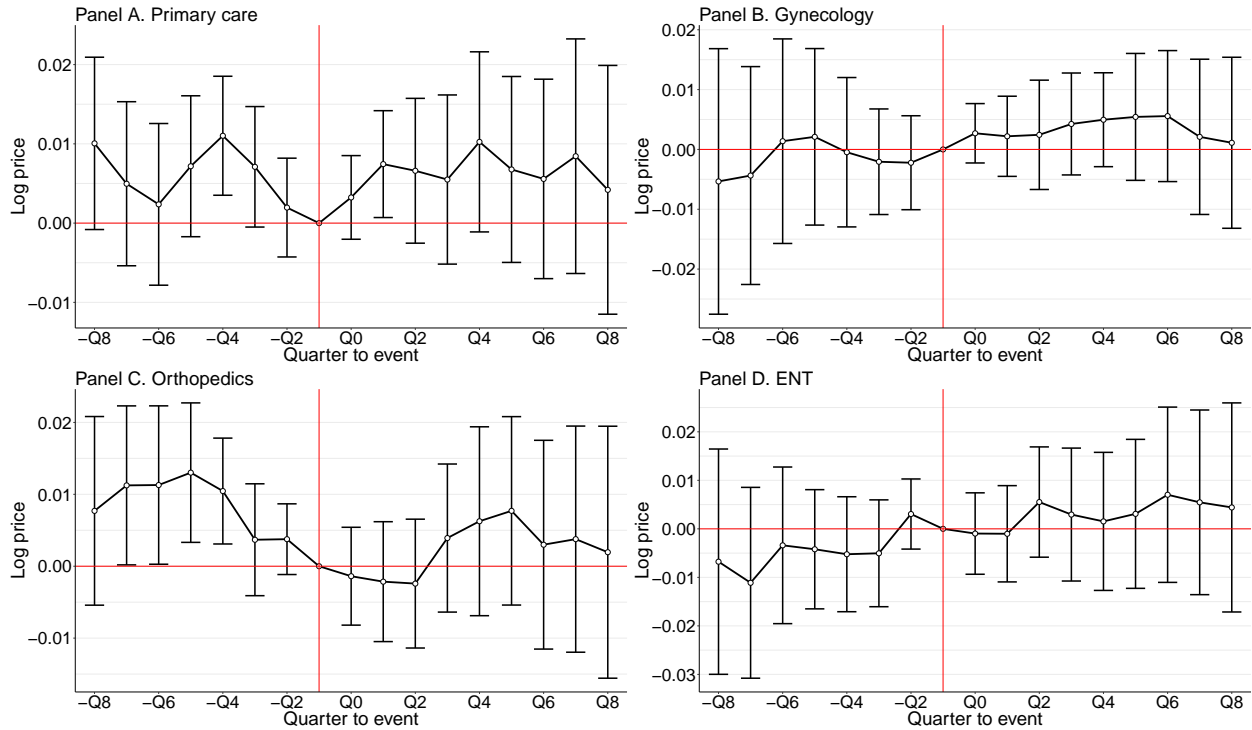 Panel A. Primary care
Log price
0.02
0.01
0.00
−0.01
−Q8 −Q6 −Q4 −Q2 Q0 Q2 Q4 Q6 Q8
Quarter to event
Panel B. Gynecology
Log price
0.02
0.01
0.00
−0.01
−0.02
−Q8 −Q6 −Q4 −Q2 Q0 Q2 Q4 Q6 Q8
Quarter to event
Panel C. Orthopedics
Log price
0.02
0.01
0.00
−0.01
−Q8 −Q6 −Q4 −Q2 Q0 Q2 Q4 Q6 Q8
Quarter to event
Panel D. ENT
Log price
0.02
0.01
0.00
−0.01
−0.02
−0.03
−Q8 −Q6 −Q4 −Q2 Q0 Q2 Q4 Q6 Q8
Quarter to event